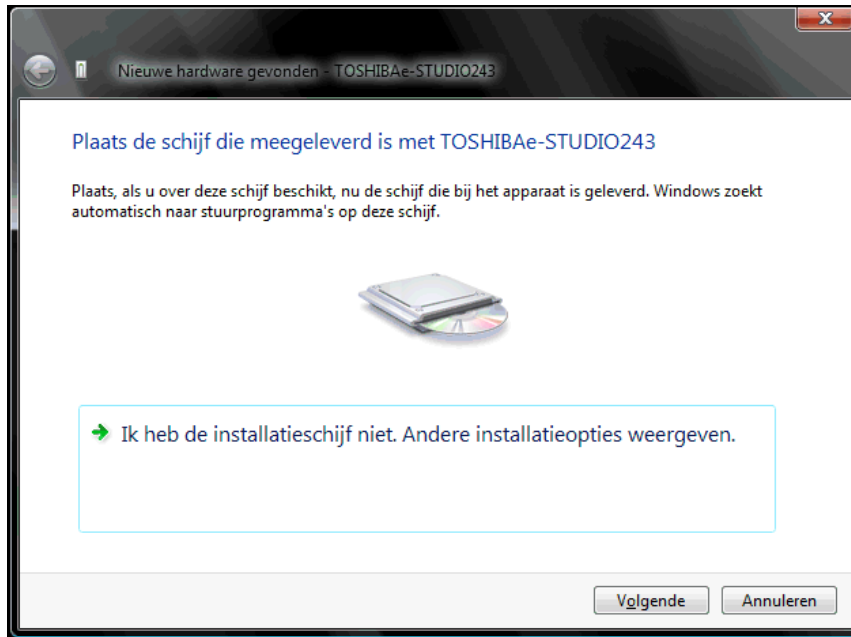 Nieuwe hardware gevonden - TOSHIBAe-STUDIO243
Plaats de schijf die meegeleverd is met TOSHIBAe-STUDIO243
Plaats, als u over deze schijf beschikt, nu de schijf die bij het apparaat is geleverd. Windows zoekt
automatisch naar stuurprogramma's op deze schijf.
Ik heb de installatieschijf niet. Andere installatieopties weergeven.
Volgende
Annuleren